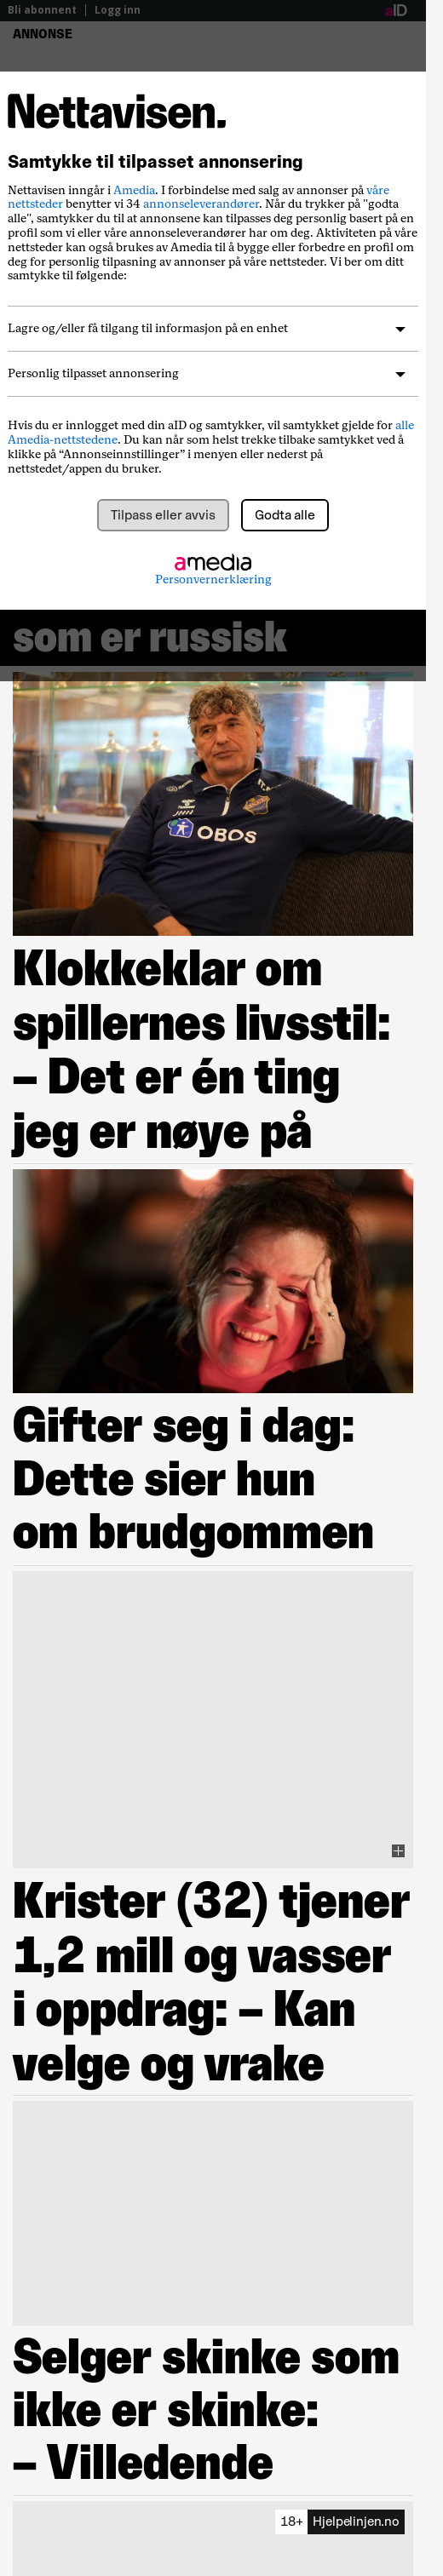 Bli abonnent | Logg inn aID
ANNONSE
Nettavisen.
Samtykke til tilpasset annonsering
Nettavisen inngår i Amedia. I forbindelse med salg av annonser på våre
nettsteder benytter vi 34 annonseleverandører. Når du trykker på "godta
alle", samtykker du til at annonsene kan tilpasses deg personlig basert på en
profil som vi eller våre annonseleverandører har om deg. Aktiviteten på våre
nettsteder kan også brukes av Amedia til å bygge eller forbedre en profil om
deg for personlig tilpasning av annonser på våre nettsteder. Vi ber om ditt
samtykke til følgende:
Lagre og/eller få tilgang til informasjon på en enhet
Personlig tilpasset annonsering
Hvis du er innlogget med din aID og samtykker, vil samtykket gjelde for alle
Amedia-nettstedene. Du kan når som helst trekke tilbake samtykket ved å
klikke på “Annonseinnstillinger” i menyen eller nederst på
nettstedet/appen du bruker.
Tilpass eller avvis Godta alle
amedia
Personvernerklæring
som er russisk
OBOS
Klokkeklar om
spillernes livsstil:
– Det er én ting
jeg er nøye på
Gifter seg i dag:
Dette sier hun
om brudgommen
Krister (32) tjener
1,2 mill og vasser
i oppdrag: – Kan
velge og vrake
Selger skinke som
ikke er skinke:
– Villedende
18+ Hjelpelinjen.no